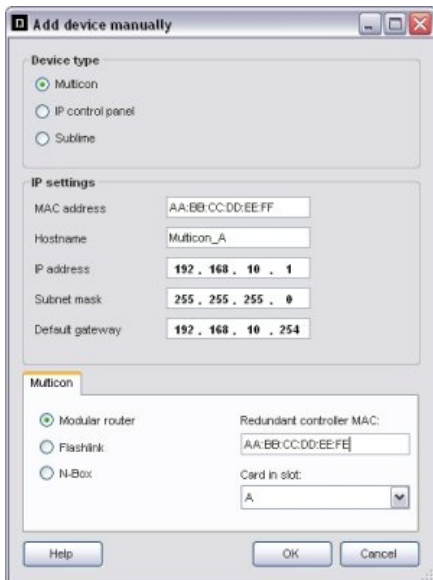 Add device manually
Device type
Multicon
IP control panel
Sublime
IP settings
MAC address AA:BB:CC:DD:EE:FF
Hostname Multicon_A
IP address 192 . 168 . 10 . 1
Subnet mask 255 . 255 . 255 . 0
Default gateway 192 . 168 . 10 . 254
Multicon
Modular router Redundant controller MAC:
Flashlink AA:BB:CC:DD:EE:FE
N-Box Card in slot:
A
Help OK Cancel